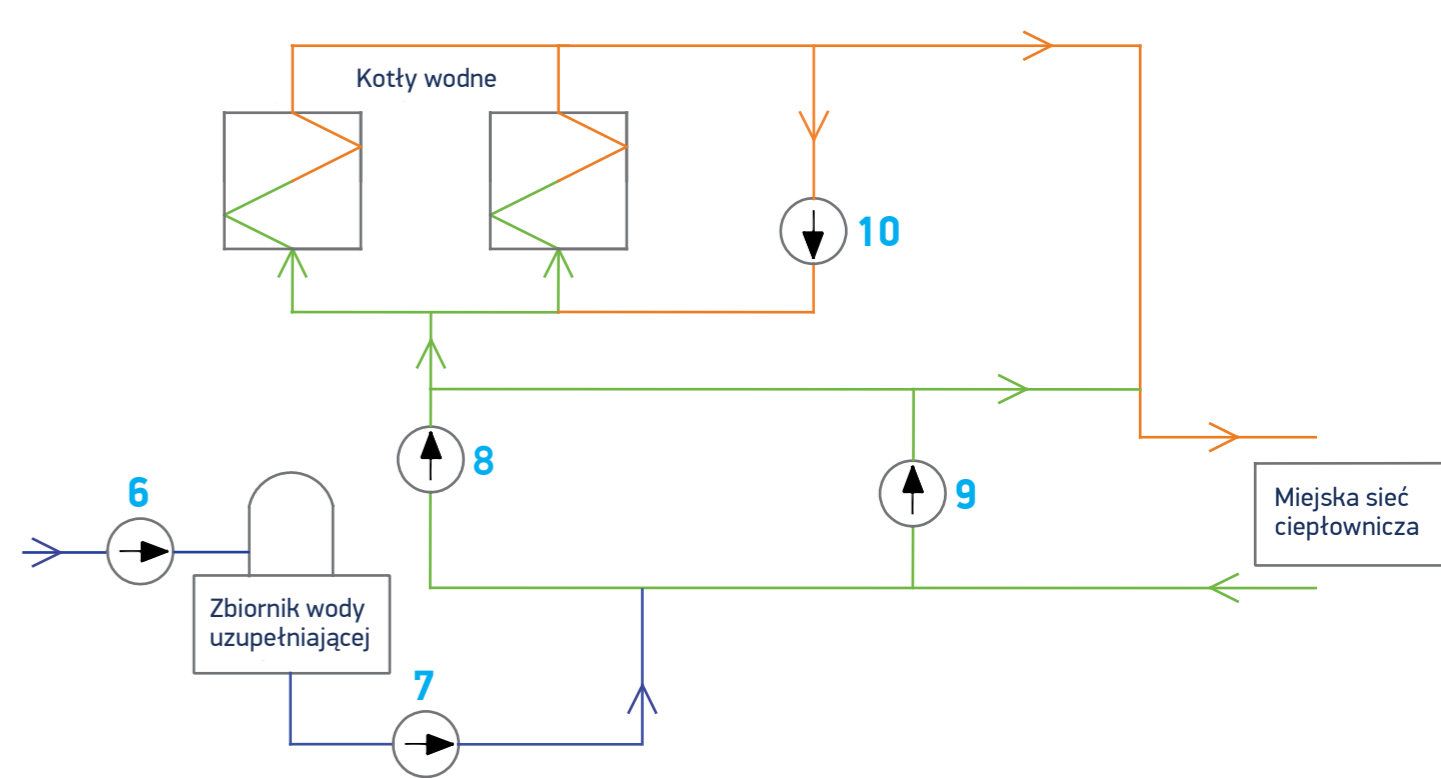 Kotły wodne
10
8
9
6
Miejska sieć
ciepłownicza
Zbiornik wody
uzupełniającej
7